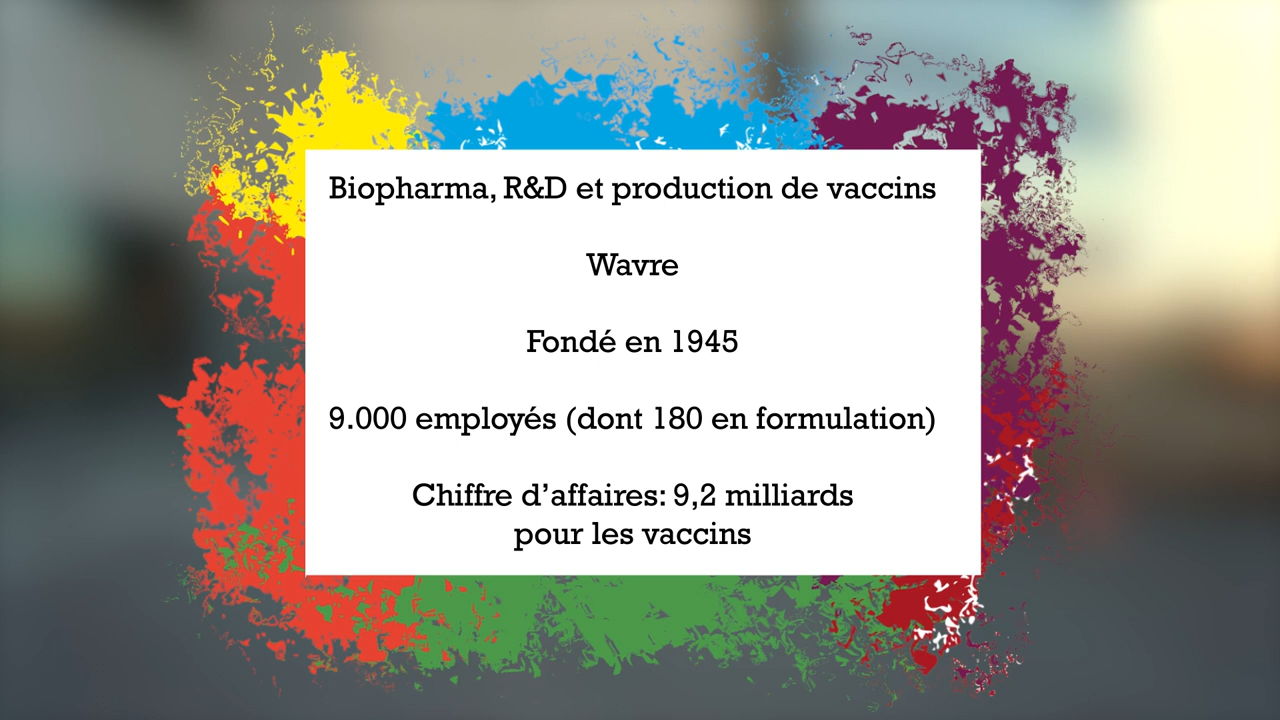 Biopharma, R&D et production de vaccins
Wavre
Fondé en 1945
9.000 employés (dont 180 en formulation)
Chiffre d’affaires: 9,2 milliards
pour les vaccins